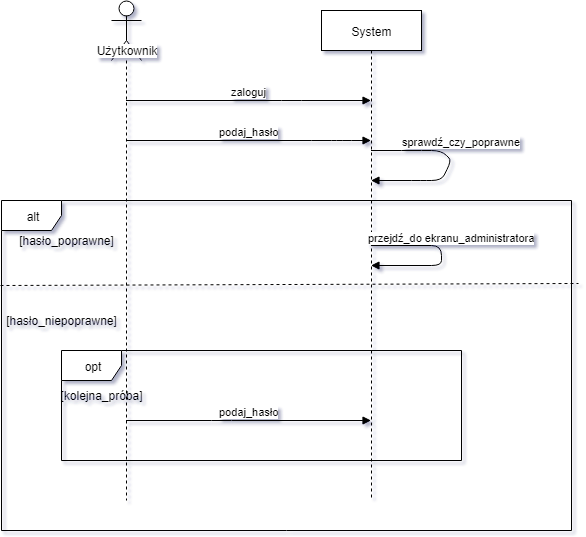 Użytkownik
System
zaloguj
podaj_hasło
sprawdź_czy_poprawne
alt
[hasło_poprawne]
przejdź_do ekranu_administratora
[hasło_niepoprawne]
opt
[kolejna_próba]
podaj_hasło